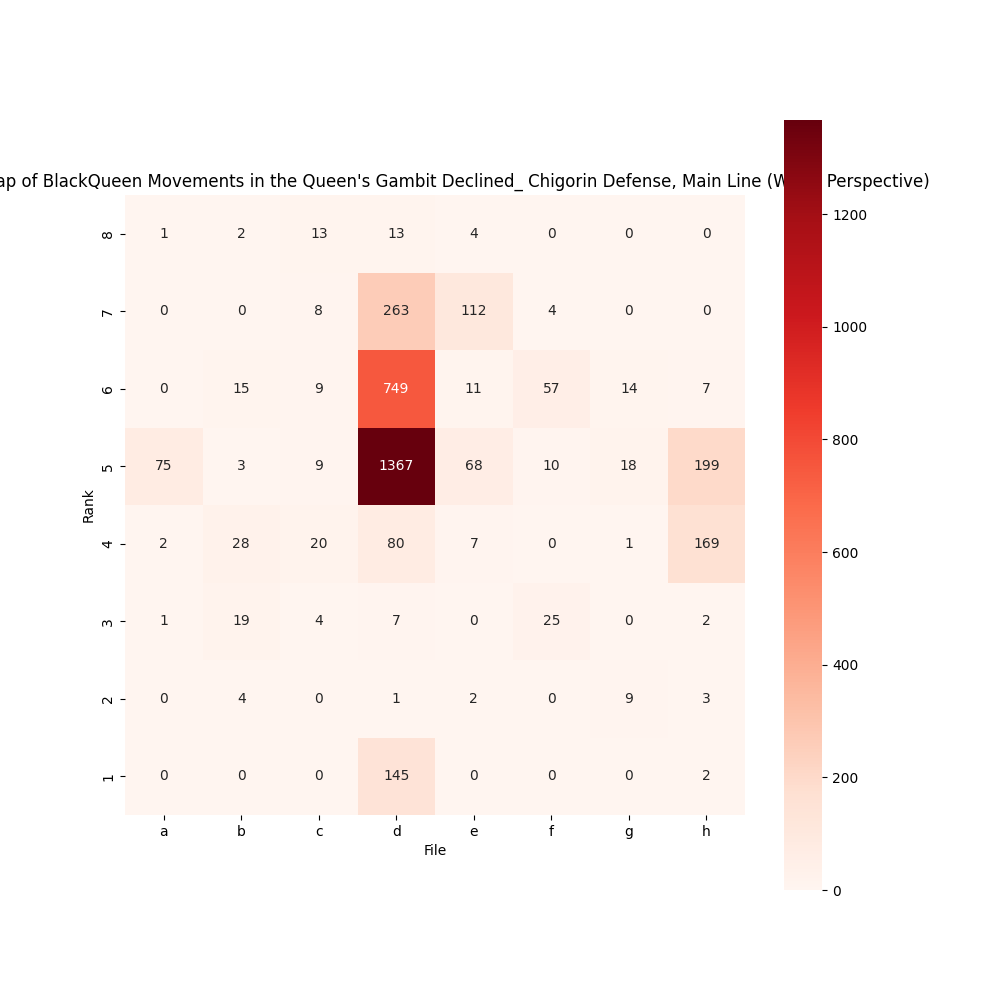 ap of BlackQueen Movements in the Queen's Gambit Declined_ Chigorin Defense, Main Line (W Perspective)
8 1 2 13 13 4 0 0 0
7 0 0 8 263 112 4 0 0
6 0 15 9 749 11 57 14 7
5 75 3 9 1367 68 10 18 199
4 2 28 20 80 7 0 1 169
3 1 19 4 7 0 25 0 2
2 0 4 0 1 2 0 9 3
1 0 0 0 145 0 0 0 2
a b c d e f g h
Rank
File
1200
1000
800
600
400
200
0